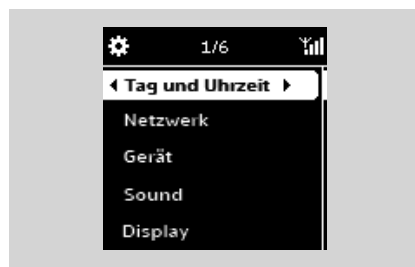 1/6
Tag und Uhrzeit
Netzwerk
Gerät
Sound
Display